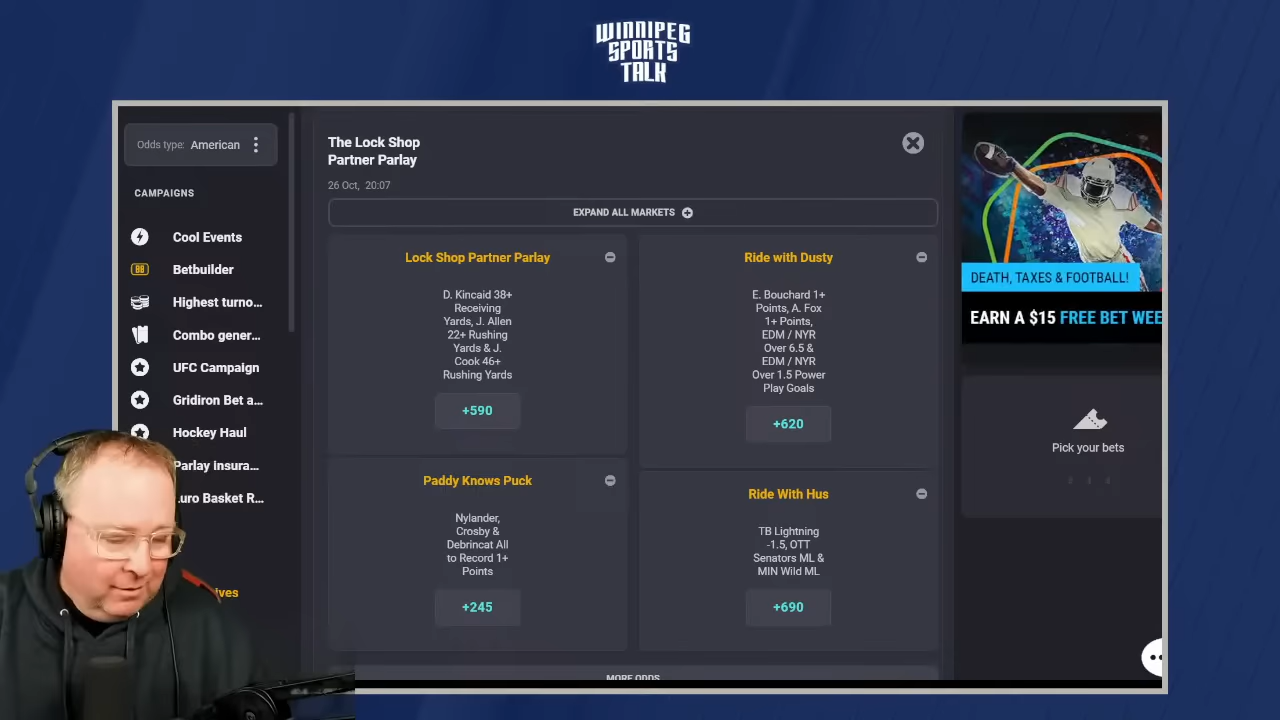 WINNIPEG
SPORTS
TALK
Odds type: American
CAMPAIGNS
Cool Events
88
Betbuilder
Highest turno...
Combo gener...
UFC Campaign
Gridiron Bet a...
Hockey Haul
Parlay insura...
uro Basket R...
ives
The Lock Shop
Partner Parlay
26 Oct, 20:07
EXPAND ALL MARKETS
Lock Shop Partner Parlay
D. Kincaid 38+
Receiving
Yards, J. Allen
22+ Rushing
Yards & J.
Cook 46+
Rushing Yards
+590
Ride with Dusty
E. Bouchard 1+
Points, A. Fox
1+ Points,
EDM / NYR
Over 6.5 &
EDM / NYR
Over 1.5 Power
Play Goals
+620
Paddy Knows Puck
Nylander,
Crosby &
Debrincat All
to Record 1+
Points
+245
Ride With Hus
TB Lightning
-1.5, OTT
Senators ML &
MIN Wild ML
+690
MORE ODDS
DEATH, TAXES & FOOTBALL!
EARN A $15 FREE BET WEE
Pick your bets